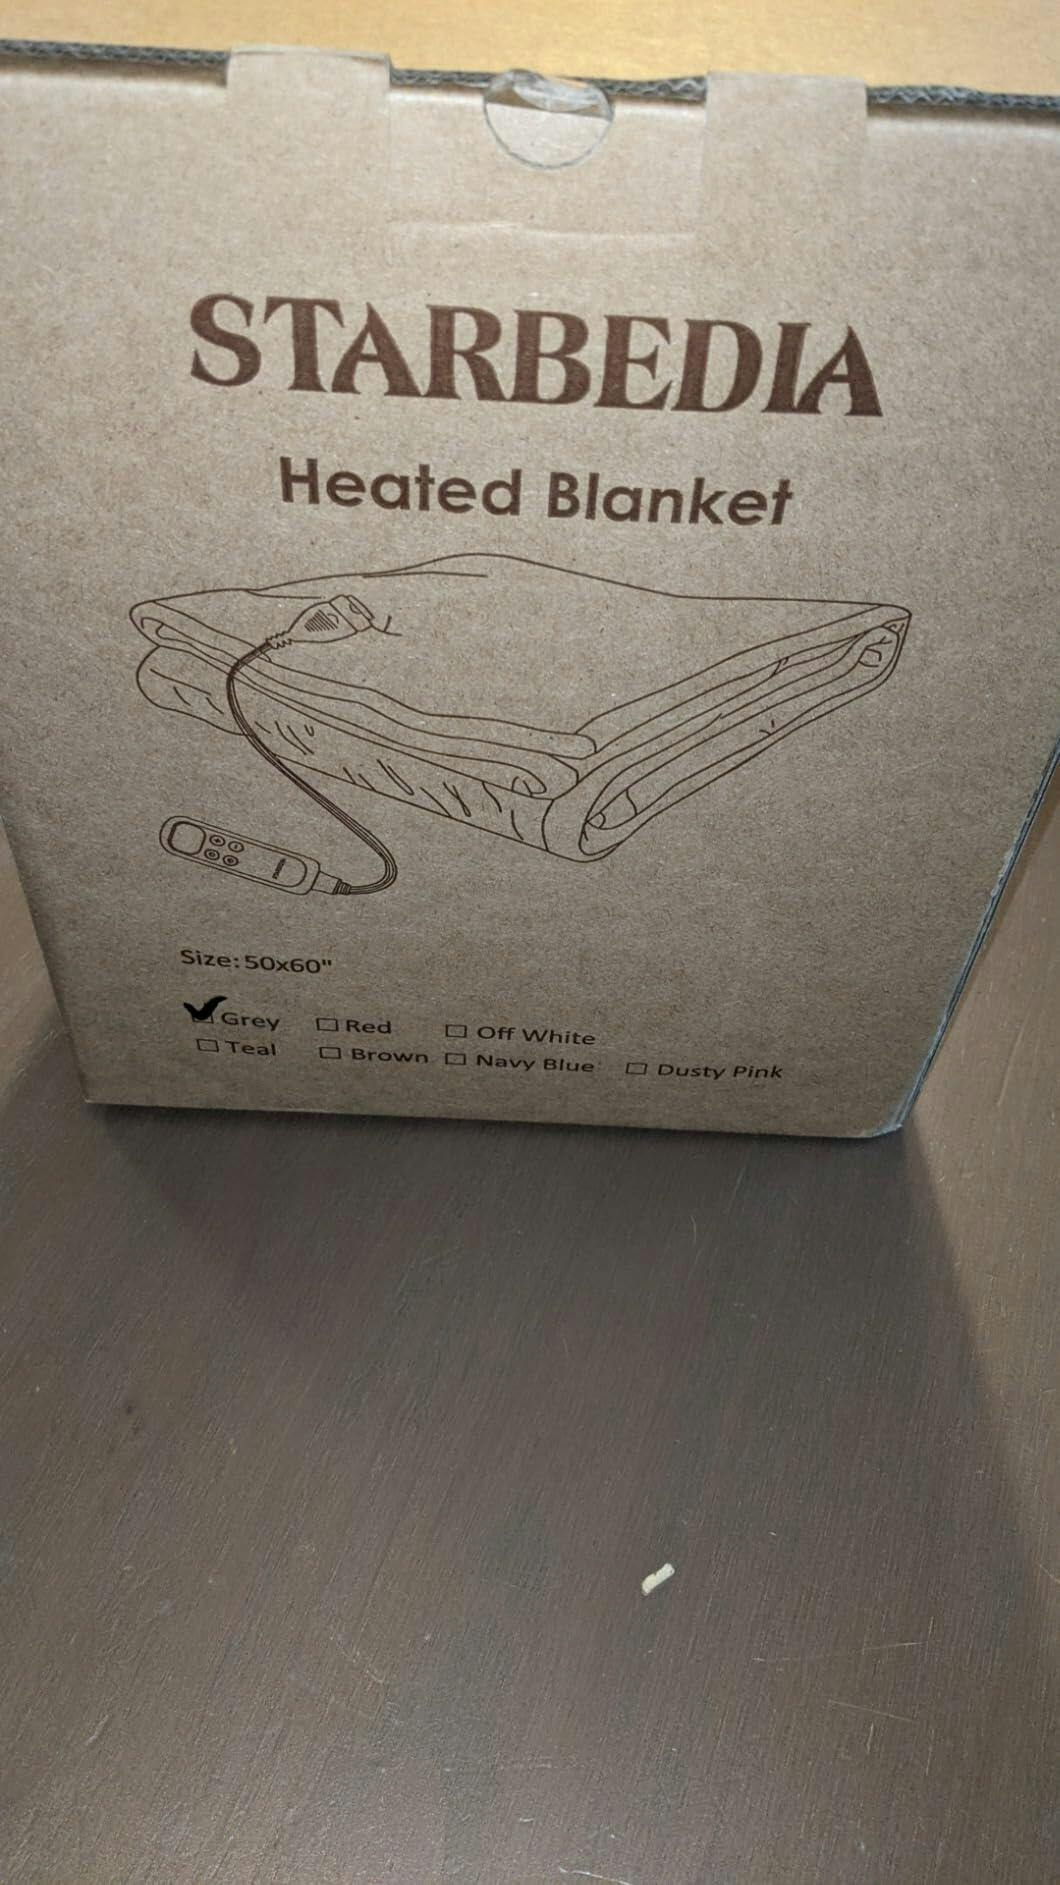 STARBEDIA
Heated Blanket
Size:50x60"
Grey Red Off White
Teal Brown Navy Blue Dusty Pink